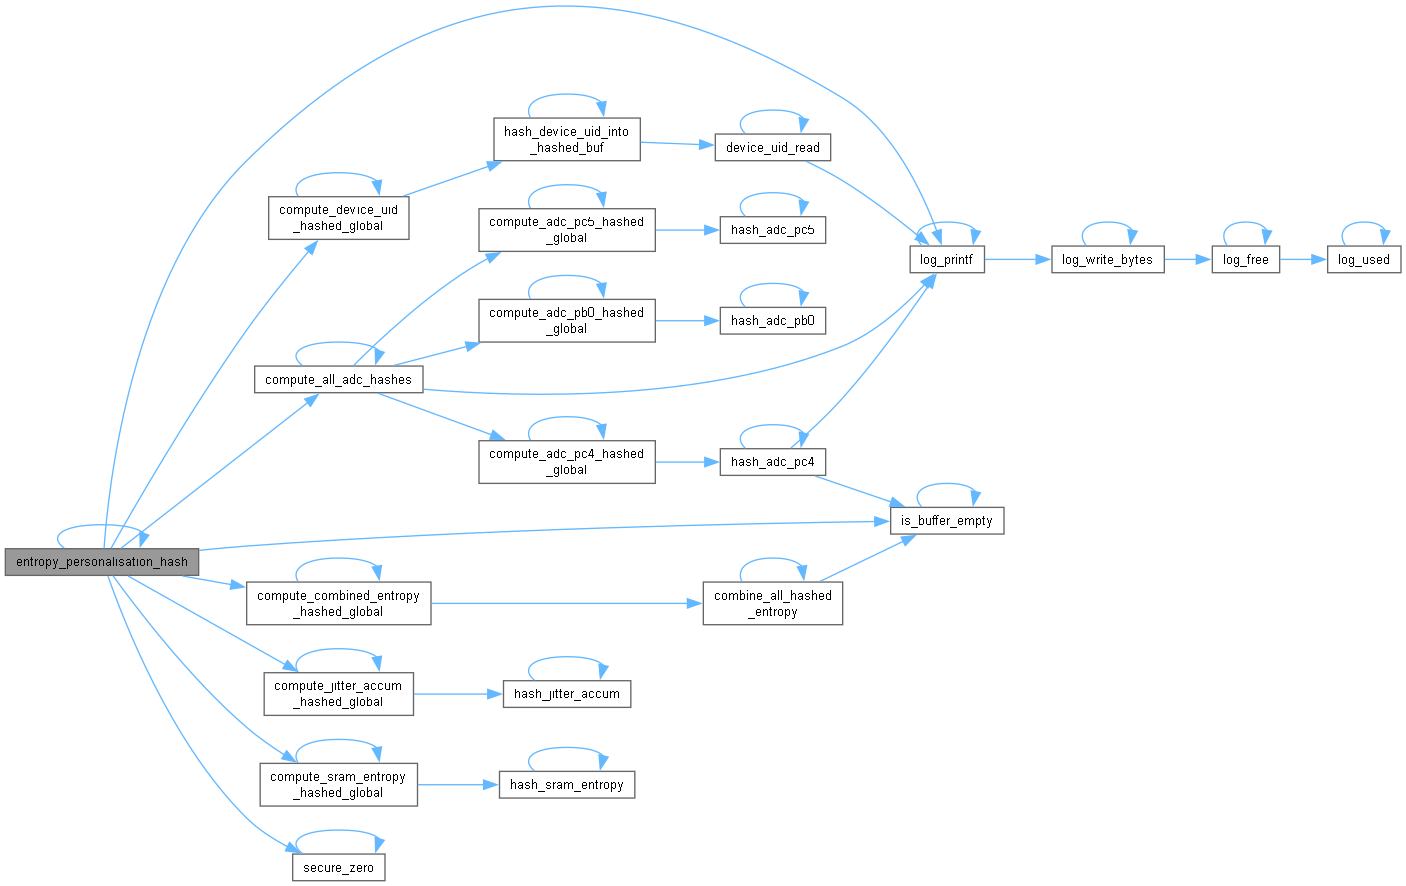 entropy_personalisation_hash
compute_device_uid
_hashed_global
hash_device_uid_into
_hashed_buf
device_uid_read
compute_all_adc_hashes
compute_adc_pc5_hashed
_global
hash_adc_pc5
compute_adc_pb0_hashed
_global
hash_adc_pb0
compute_adc_pc4_hashed
_global
hash_adc_pc4
log_printf
log_write_bytes
log_free
log_used
is_buffer_empty
compute_combined_entropy
_hashed_global
combine_all_hashed
_entropy
compute_jitter_accum
_hashed_global
hash_jitter_accum
compute_sram_entropy
_hashed_global
hash_sram_entropy
secure_zero